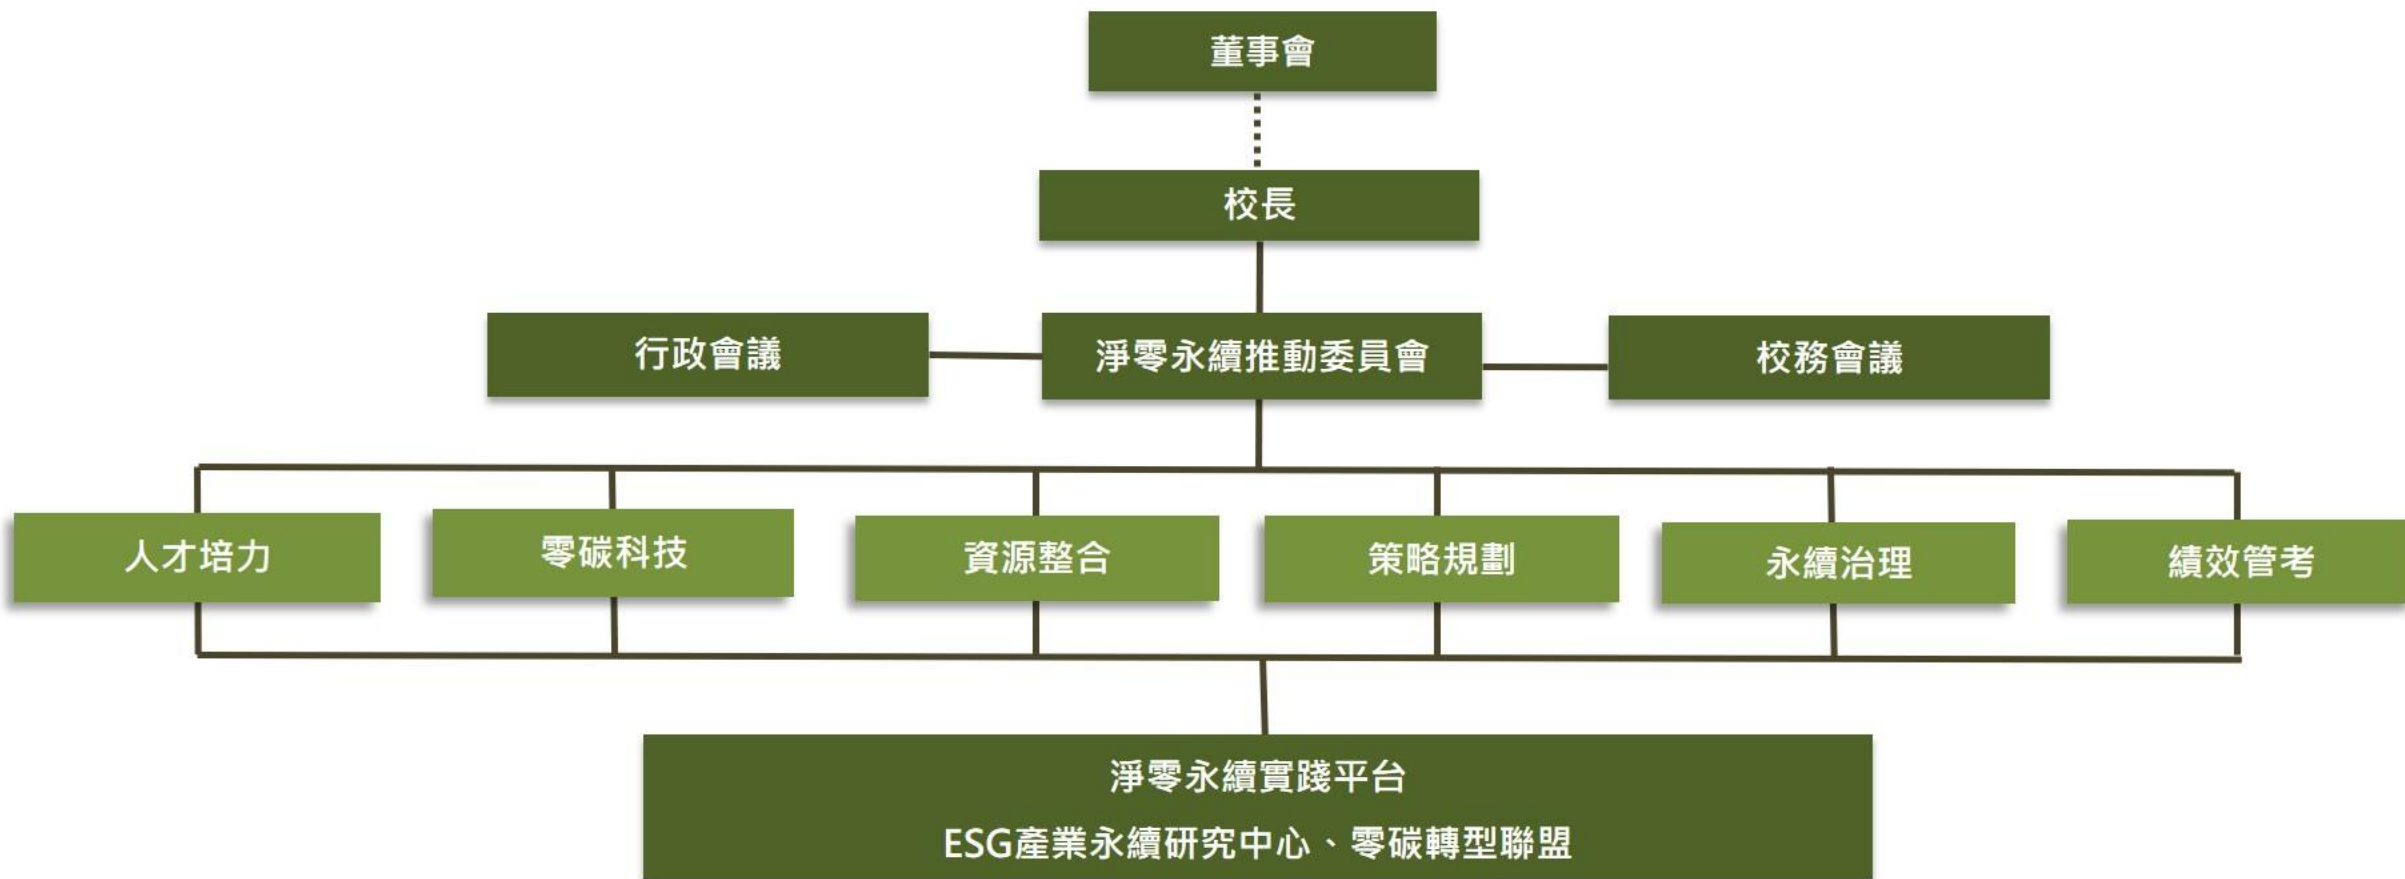 董事會
校長
行政會議
淨零永續推動委員會
校務會議
人才培力
零碳科技
資源整合
策略規劃
永續治理
績效管考
淨零永續實踐平台
ESG產業永續研究中心、零碳轉型聯盟